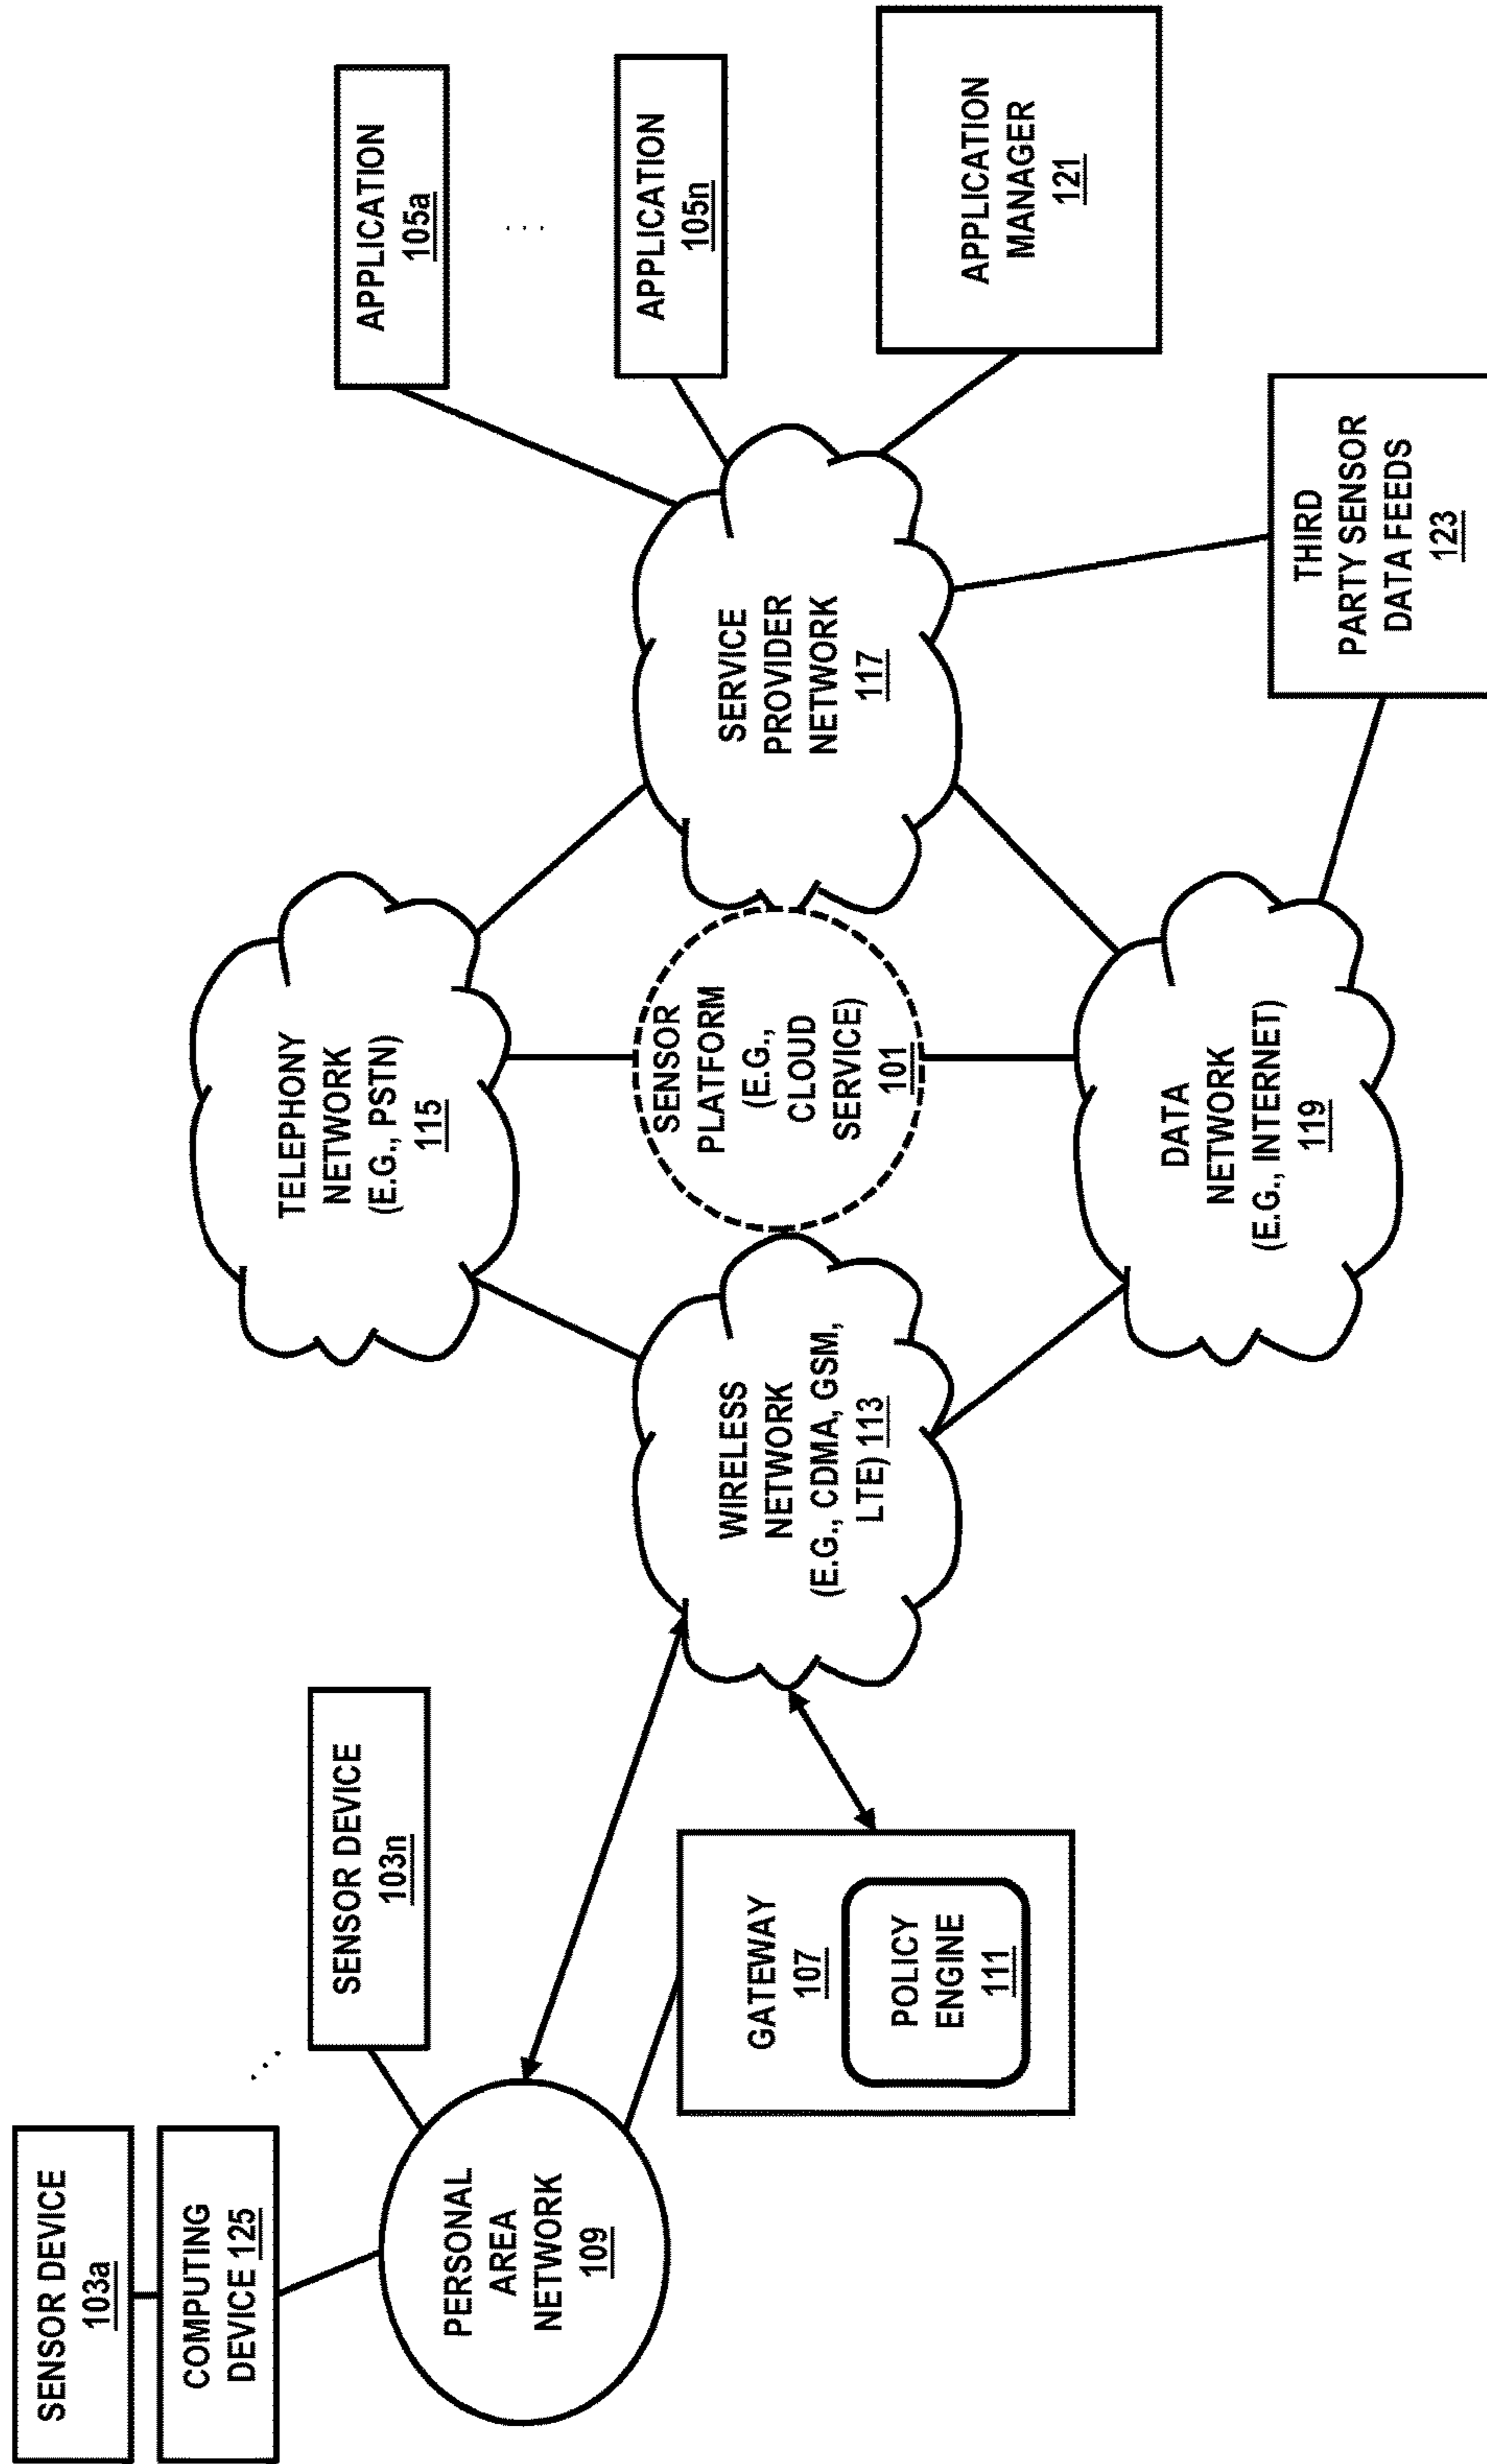 SENSOR DEVICE
103a
COMPUTING
DEVICE 125
. . .
SENSOR DEVICE
103n
PERSONAL
AREA
NETWORK
109
GATEWAY
107
POLICY
ENGINE
111
WIRELESS
NETWORK
(E.G., CDMA, GSM,
LTE) 113
TELEPHONY
NETWORK
(E.G., PSTN)
115
SENSOR
PLATFORM
(E.G.,
CLOUD
SERVICE)
101
DATA
NETWORK
(E.G., INTERNET)
119
SERVICE
PROVIDER
NETWORK
117
APPLICATION
105a
. . .
APPLICATION
105n
APPLICATION
MANAGER
121
THIRD
PARTY SENSOR
DATA FEEDS
123